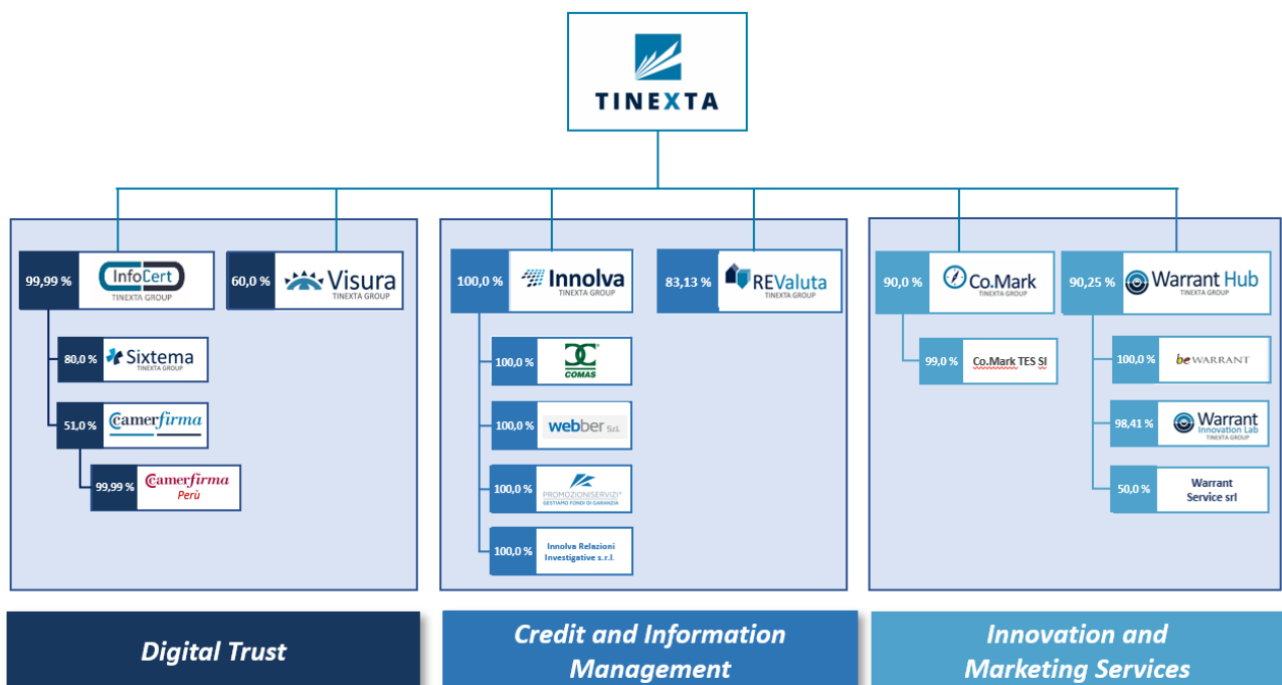 TINEXTA
99,99 %
InfoCert
TINEXTA GROUP
60,0 %
Visura
TINEXTA GROUP
80,0 %
Sixtema
TINEXTA GROUP
51,0 %
Camerfirma
99,99 %
Camerfirma
Perù
100,0 %
Innolva
TINEXTA GROUP
83,13 %
REValuta
TINEXTA GROUP
100,0 %
COMAS
100,0 %
webber S.r.l.
100,0 %
PROMOZIONISERVIZI®
GESTIAMO FONDI DI GARANZIA
100,0 %
Innolva Relazioni
Investigative s.r.l.
90,0 %
Co.Mark
TINEXTA GROUP
90,25 %
Warrant Hub
TINEXTA GROUP
99,0 %
Co.Mark TES Sl
100,0 %
be WARRANT
98,41 %
Warrant
Innovation Lab
TINEXTA GROUP
50,0 %
Warrant
Service srl
Digital Trust
Credit and Information
Management
Innovation and
Marketing Services